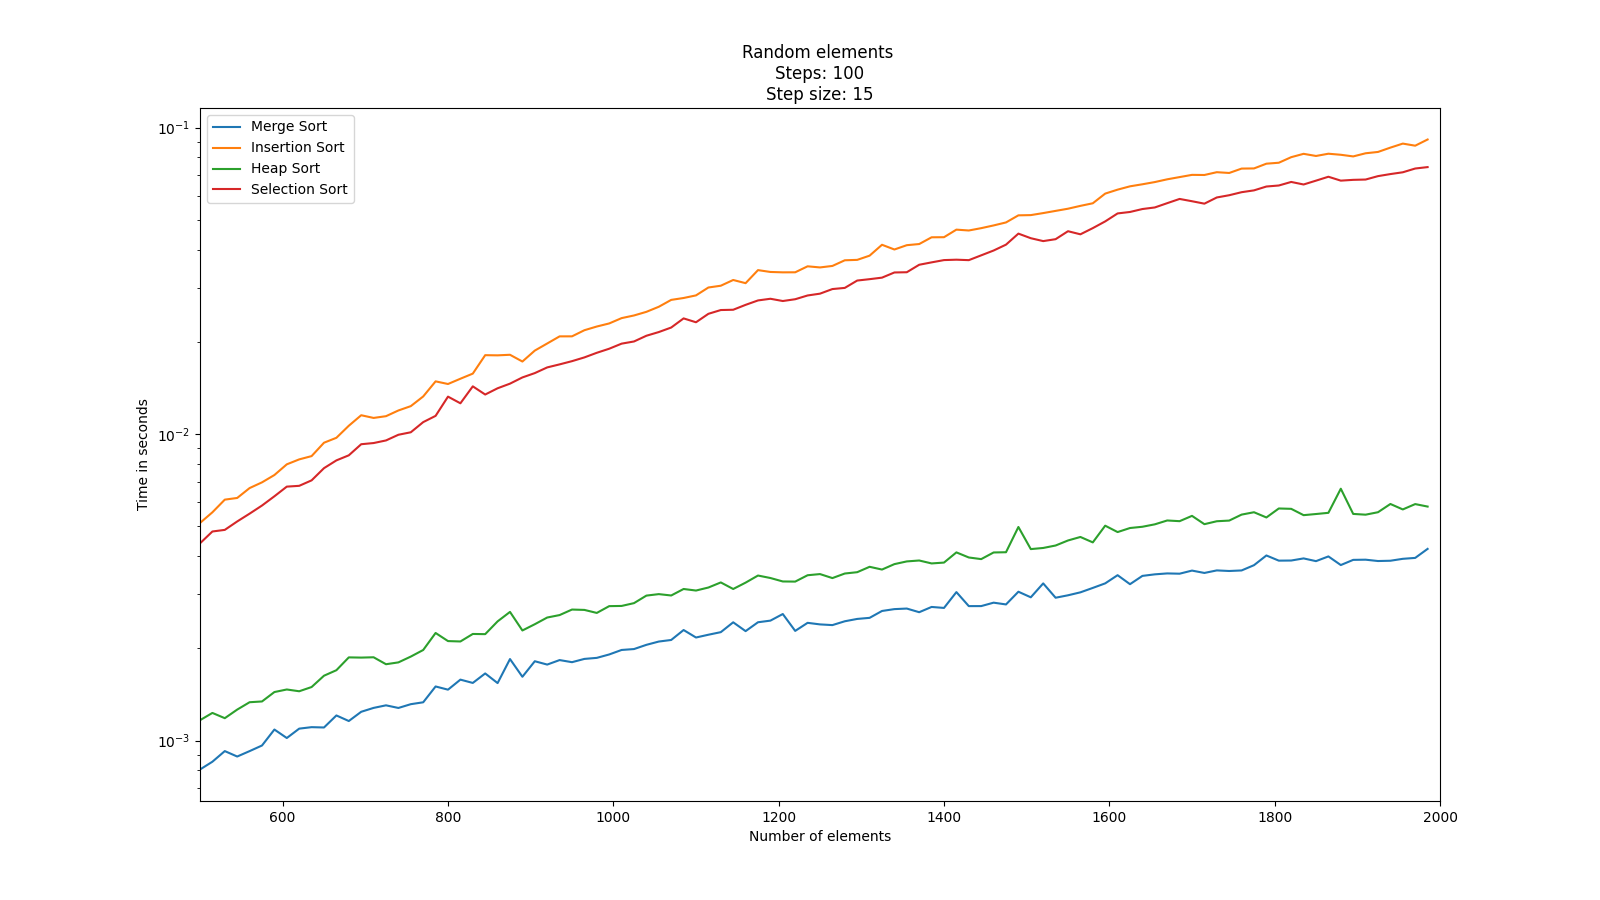 Random elements
Steps: 100
Step size: 15
Merge Sort
Insertion Sort
Heap Sort
Selection Sort
10⁻¹
10⁻²
10⁻³
Time in seconds
600 800 1000 1200 1400 1600 1800 2000
Number of elements